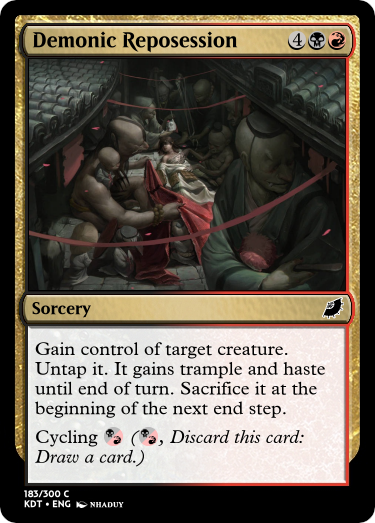 Demonic Reposession 4
Sorcery
Gain control of target creature.
Untap it. It gains trample and haste
until end of turn. Sacrifice it at the
beginning of the next end step.
Cycling (, Discard this card:
Draw a card.)
183/300 C
KDT • ENG NHADUY